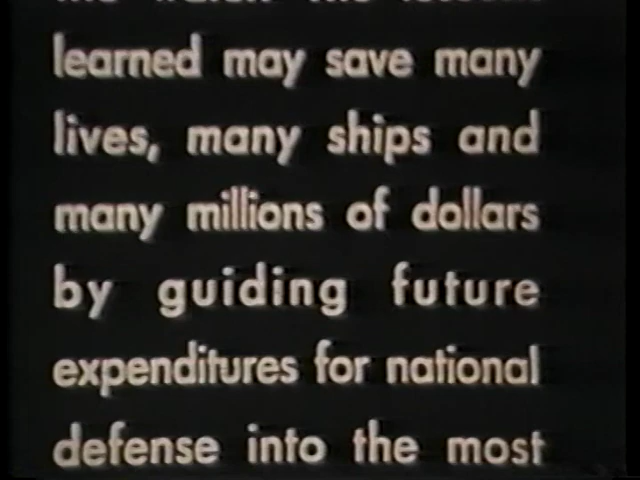 learned may save many
lives, many ships and
many millions of dollars
by guiding future
expenditures for national
defense into the most